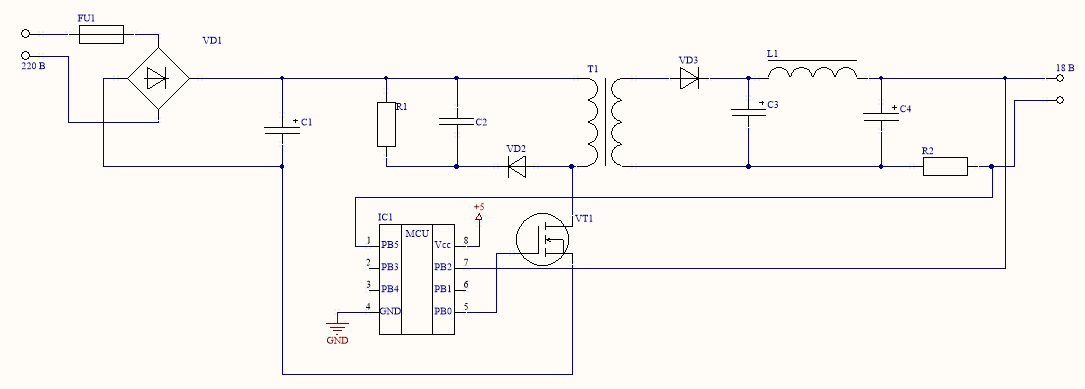 FU1
VD1
220 В
C1
R1
C2
VD2
T1
VD3
C3
L1
C4
18 В
R2
VT1
+5
IC1
MCU
1 PB5
Vcc 8
2 PB3
PB2 7
3 PB4
PB1 6
4 GND
PB0 5
GND
+
+
+